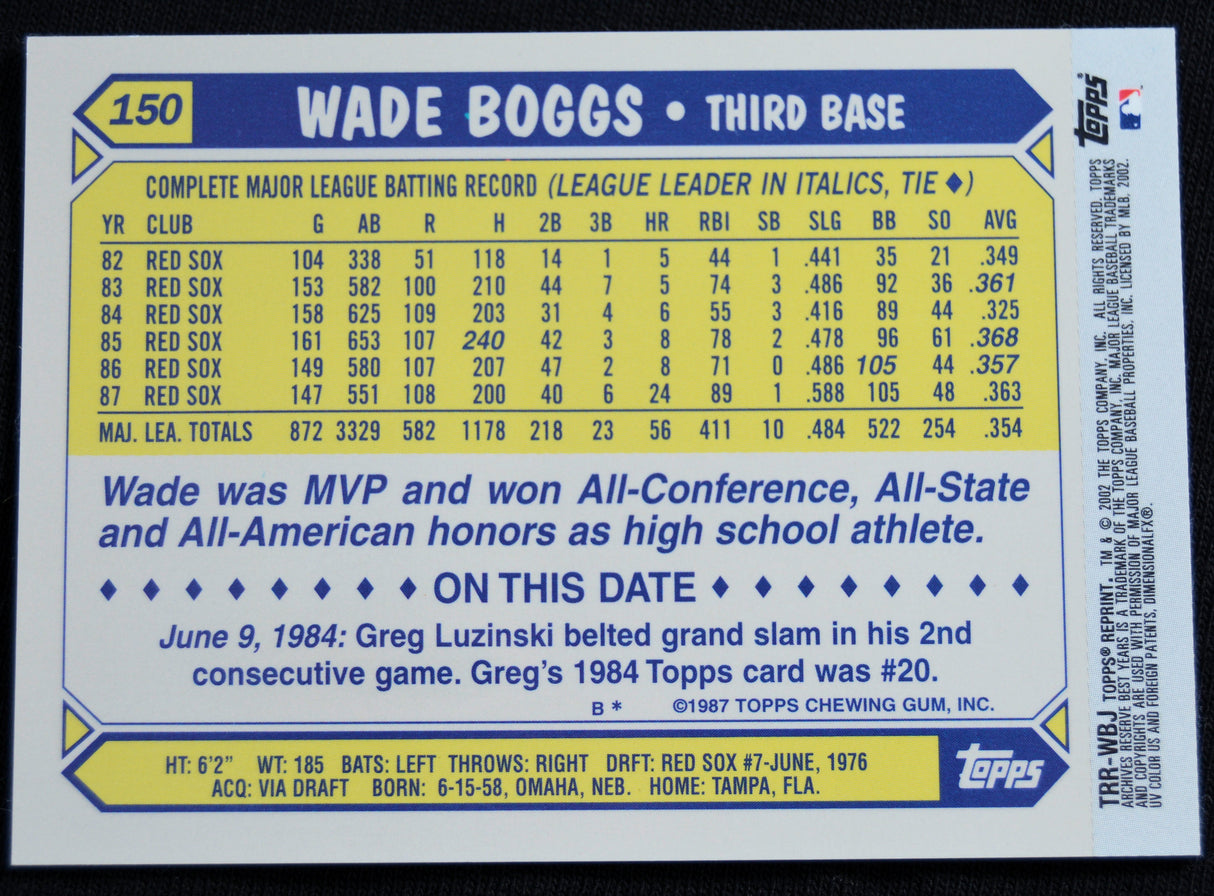 150 WADE BOGGS • THIRD BASE
COMPLETE MAJOR LEAGUE BATTING RECORD (LEAGUE LEADER IN ITALICS, TIE ♦)
YR CLUB G AB R H 2B 3B HR RBI SB SLG BB SO AVG
82 RED SOX 104 338 51 118 14 1 5 44 1 .441 35 21 .349
83 RED SOX 153 582 100 210 44 7 5 74 3 .486 92 36 .361
84 RED SOX 158 625 109 203 31 4 6 55 3 .416 89 44 .325
85 RED SOX 161 653 107 240 42 3 8 78 2 .478 96 61 .368
86 RED SOX 149 580 107 207 47 2 8 71 0 .486 105 44 .357
87 RED SOX 147 551 108 200 40 6 24 89 1 .588 105 48 .363
MAJ. LEA. TOTALS 872 3329 582 1178 218 23 56 411 10 .484 522 254 .354
Wade was MVP and won All-Conference, All-State
and All-American honors as high school athlete.
♦ ♦ ♦ ♦ ♦ ♦ ♦ ♦ ON THIS DATE ♦ ♦ ♦ ♦ ♦ ♦ ♦ ♦
June 9, 1984: Greg Luzinski belted grand slam in his 2nd
consecutive game. Greg's 1984 Topps card was #20.
B * ©1987 TOPPS CHEWING GUM, INC.
HT: 6'2" WT: 185 BATS: LEFT THROWS: RIGHT DRFT: RED SOX #7-JUNE, 1976
ACQ: VIA DRAFT BORN: 6-15-58, OMAHA, NEB. HOME: TAMPA, FLA.
Topps
Topps®
TRR-WBJ TOPPS® REPRINT. TM & © 2002 THE TOPPS COMPANY, INC. ALL RIGHTS RESERVED. TOPPS
ARCHIVES RESERVE BEST YEARS IS A TRADEMARK OF THE TOPPS COMPANY, INC. MAJOR LEAGUE BASEBALL TRADEMARKS
AND COPYRIGHTS ARE USED WITH PERMISSION OF MAJOR LEAGUE BASEBALL PROPERTIES, INC. LICENSED BY MLB. 2002.
UV COLOR US AND FOREIGN PATENTS, DIMENSIONALFX®.